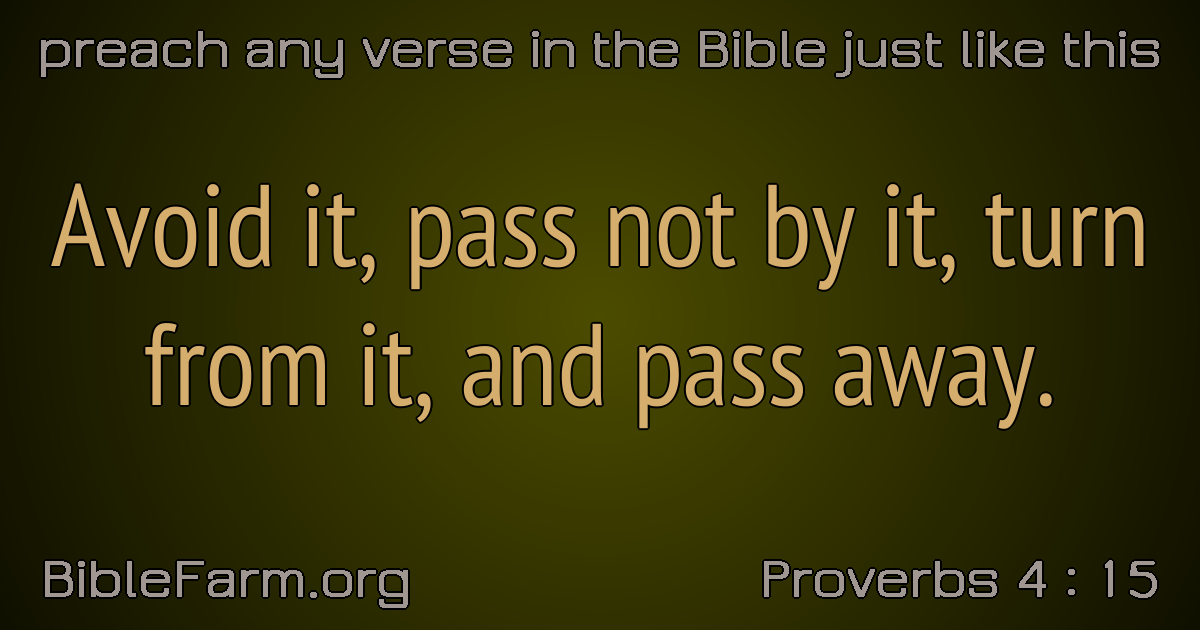 preach any verse in the Bible just like this
Avoid it, pass not by it, turn
from it, and pass away.
BibleFarm.org
Proverbs 4 : 15